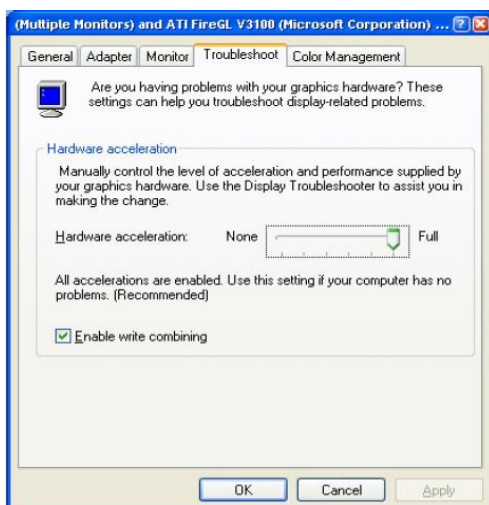 (Multiple Monitors) and ATI FireGL V3100 (Microsoft Corporation) ...
General Adapter Monitor Troubleshoot Color Management
Are you having problems with your graphics hardware? These
settings can help you troubleshoot display-related problems.
Hardware acceleration
Manually control the level of acceleration and performance supplied by
your graphics hardware. Use the Display Troubleshooter to assist you in
making the change.
Hardware acceleration: None Full
All accelerations are enabled. Use this setting if your computer has no
problems. (Recommended)
Enable write combining
OK Cancel Apply